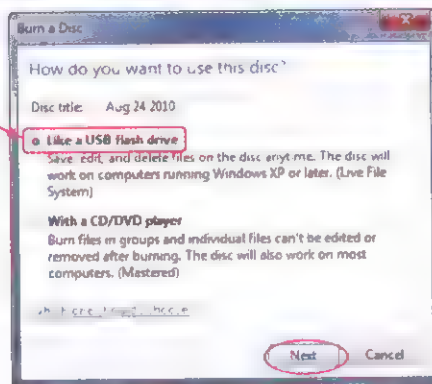 Burn a Disc
How do you want to use this disc?
Disc title: Aug 24 2010
Like a USB flash drive
Save, edit, and delete files on the disc anytime. The disc will
work on computers running Windows XP or later. (Live File
System)
With a CD/DVD player
Burn files in groups and individual files can't be edited or
removed after burning. The disc will also work on most
computers. (Mastered)
Next Cancel